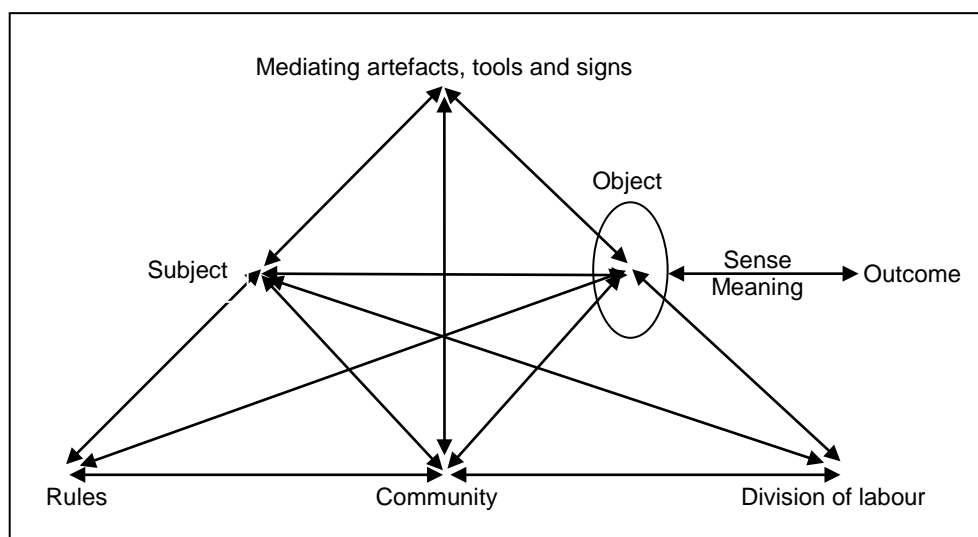 Mediating artefacts, tools and signs
Object
Subject
Sense
Meaning
Outcome
Rules
Community
Division of labour